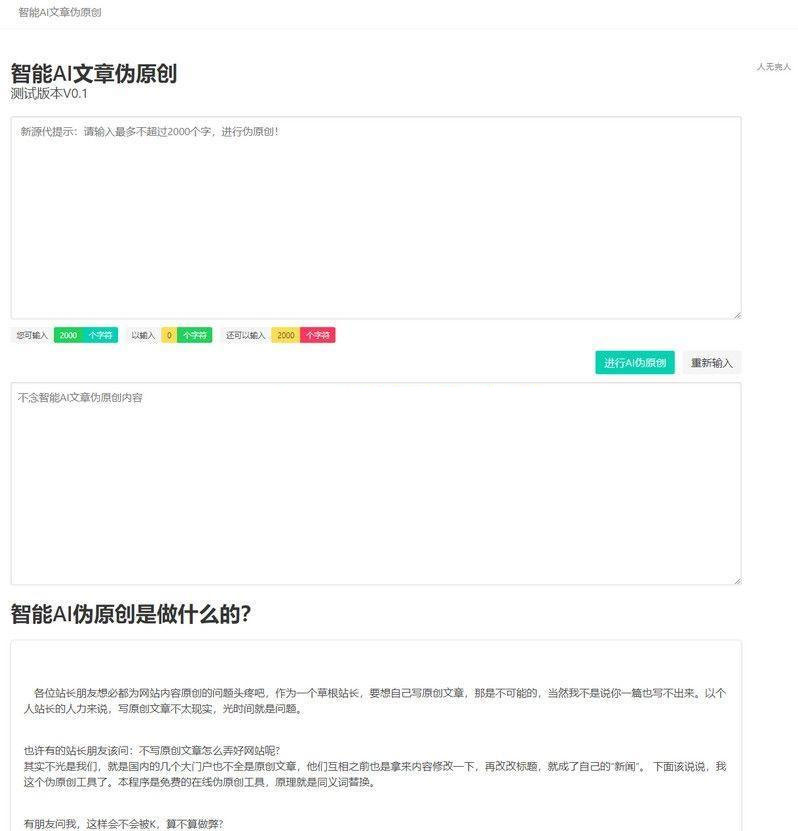 智能AI文章伪原创
智能AI文章伪原创
人无完人
测试版本V0.1
新源代提示：请输入最多不超过2000个字，进行伪原创！
您可输入 2000 个字符 以输入 0 个字符 还可以输入 2000 个字符
进行AI伪原创 重新输入
不念智能AI文章伪原创内容
智能AI伪原创是做什么的？
各位站长朋友想必都为网站内容原创的问题头疼吧，作为一个草根站长，要想自己写原创文章，那是不可能的，当然我不是说你一篇也写不出来。以个
人站长的人力来说，写原创文章不太现实，光时间就是问题。
也许有的站长朋友该问：不写原创文章怎么弄好网站呢?
其实不光是我们，就是国内的几个大门户也不全是原创文章，他们互相之前也是拿来内容修改一下，再改改标题，就成了自己的“新闻”。 下面该说说，我
这个伪原创工具了。本程序是免费的在线伪原创工具，原理就是同义词替换。
有朋友问我，这样会不会被K，算不算做弊?